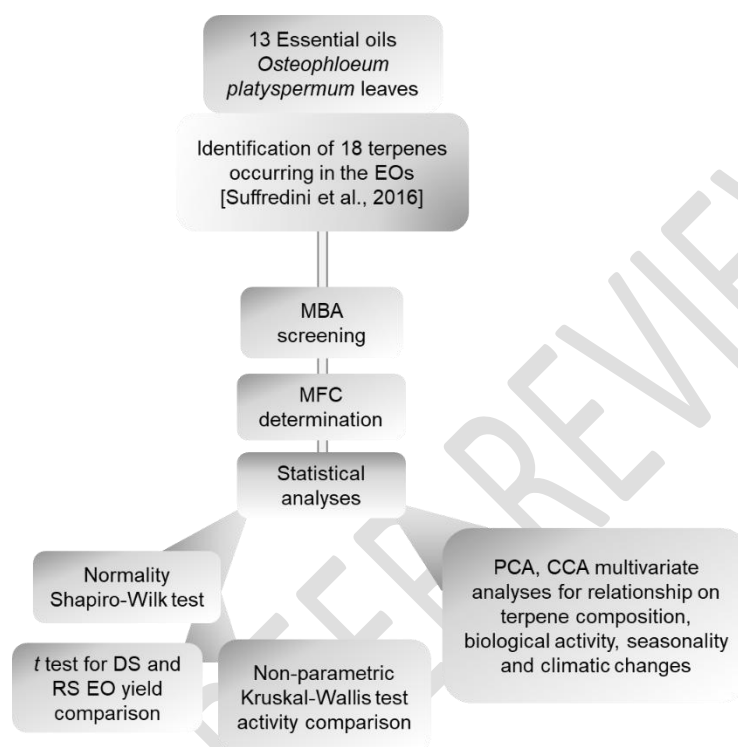 13 Essential oils
Osteophloeum
platyspermum leaves
Identification of 18 terpenes
occurring in the EOs
[Suffredini et al., 2016]
MBA
screening
MFC
determination
Statistical
analyses
Normality
Shapiro-Wilk test
t test for DS and
RS EO yield
comparison
Non-parametric
Kruskal-Wallis test
activity comparison
PCA, CCA multivariate
analyses for relationship on
terpene composition,
biological activity, seasonality
and climatic changes